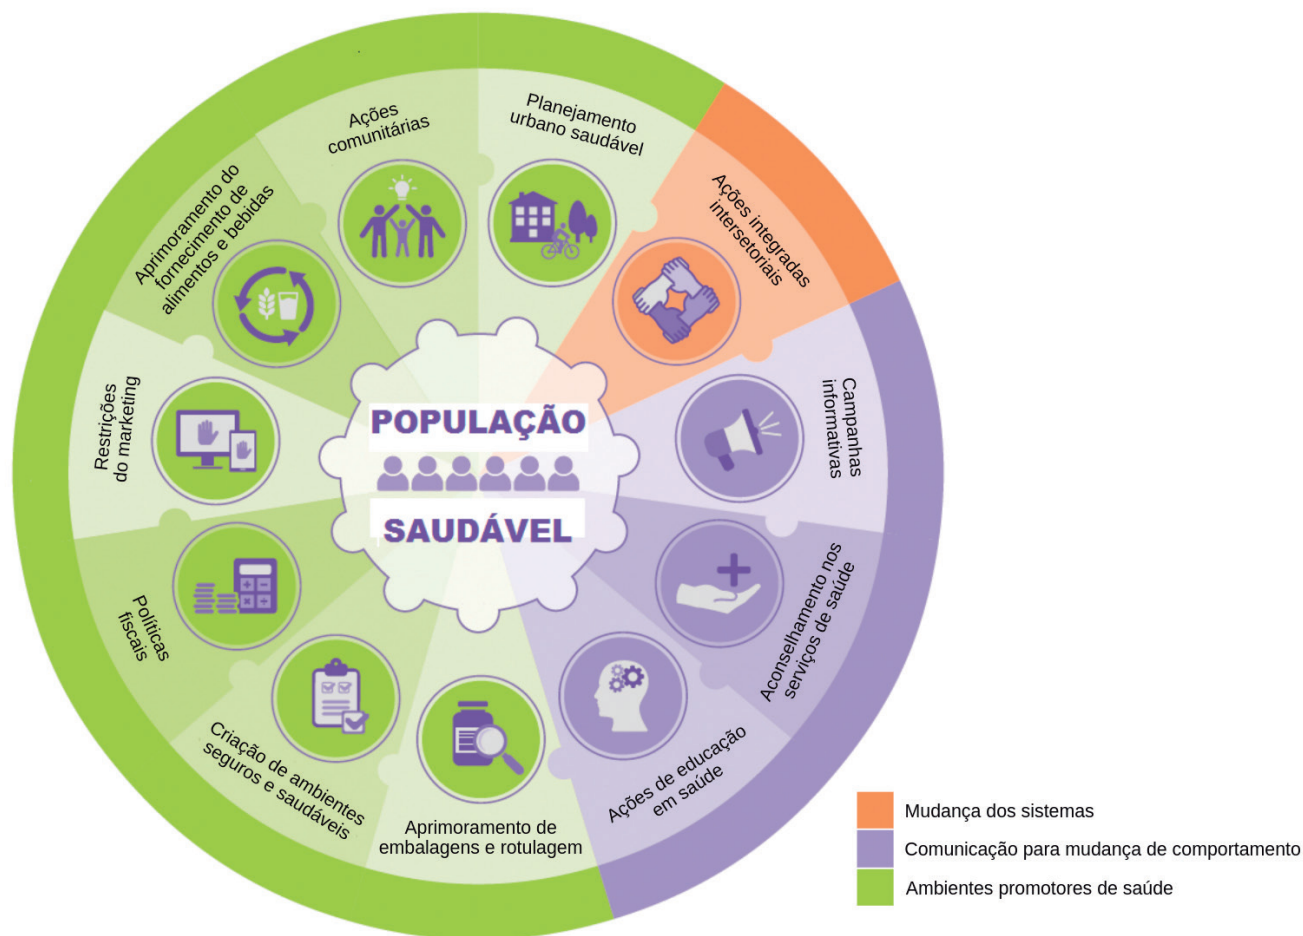 Ações
comunitárias
Planejamento
urbano saudável
Ações integradas
intersetoriais
Campanhas
informativas
Aconselhamento nos
serviços de saúde
Ações de educação
em saúde
Aprimoramento de
embalagens e rotulagem
Criação de ambientes
seguros e saudáveis
Políticas
fiscais
Restrições
do marketing
Aprimoramento do
fornecimento de
alimentos e bebidas
POPULAÇÃO
SAUDÁVEL
Mudança dos sistemas
Comunicação para mudança de comportamento
Ambientes promotores de saúde